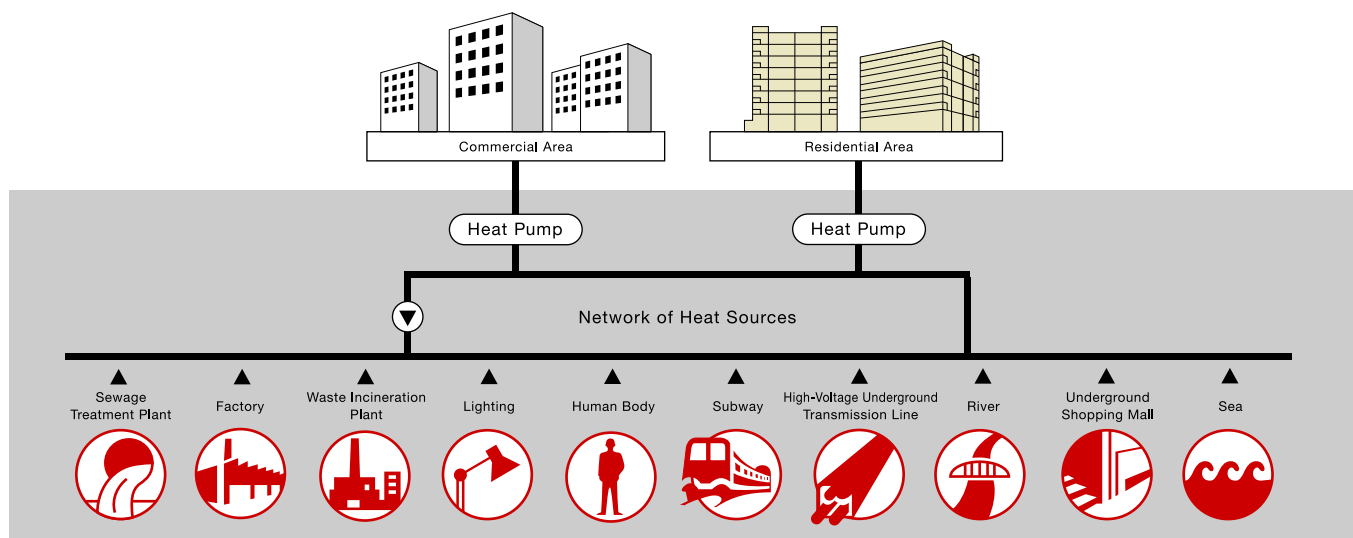 Commercial Area
Residential Area
Heat Pump
Heat Pump
Network of Heat Sources
Sewage
Treatment Plant
Factory
Waste Incineration
Plant
Lighting
Human Body
Subway
High-Voltage Underground
Transmission Line
River
Underground
Shopping Mall
Sea